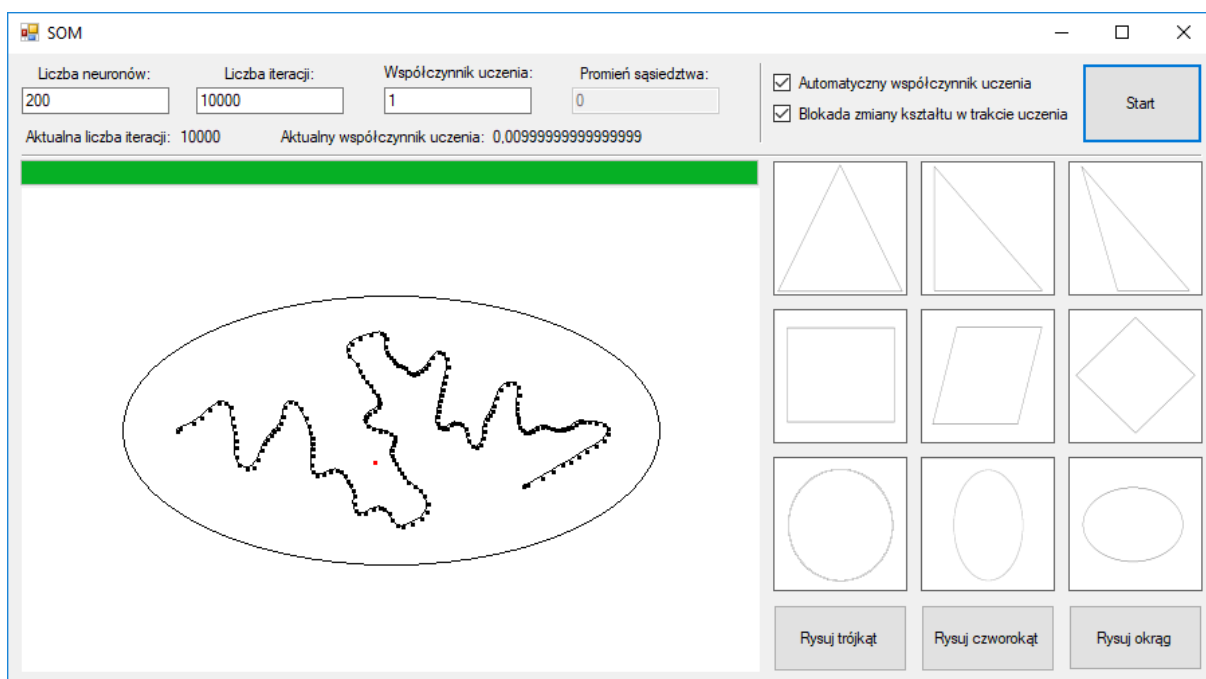 SOM
Liczba neuronów: Liczba iteracji: Współczynnik uczenia: Promień sąsiedztwa:
200 10000 1 0
Aktualna liczba iteracji: 10000 Aktualny współczynnik uczenia: 0,00999999999999999
Automatyczny współczynnik uczenia
Blokada zmiany kształtu w trakcie uczenia
Start
Rysuj trójkąt Rysuj czworokąt Rysuj okrąg